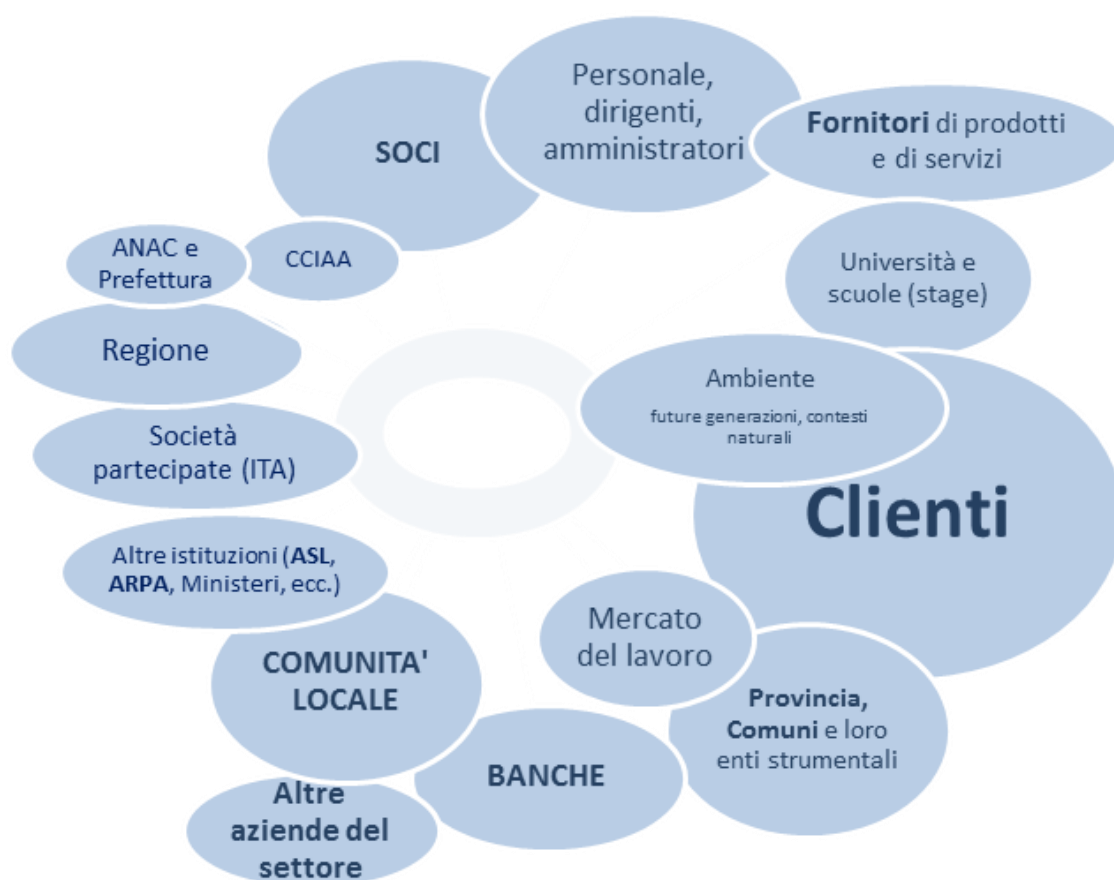 SOCI
Personale,
dirigenti,
amministratori
Fornitori di prodotti
e di servizi
Università e
scuole (stage)
Ambiente
future generazioni, contesti
naturali
Clienti
Mercato
del lavoro
Provincia,
Comuni e loro
enti strumentali
BANCHE
Altre
aziende del
settore
COMUNITA'
LOCALE
Altre istituzioni (ASL,
ARPA, Ministeri, ecc.)
Società
partecipate (ITA)
Regione
ANAC e
Prefettura
CCIAA